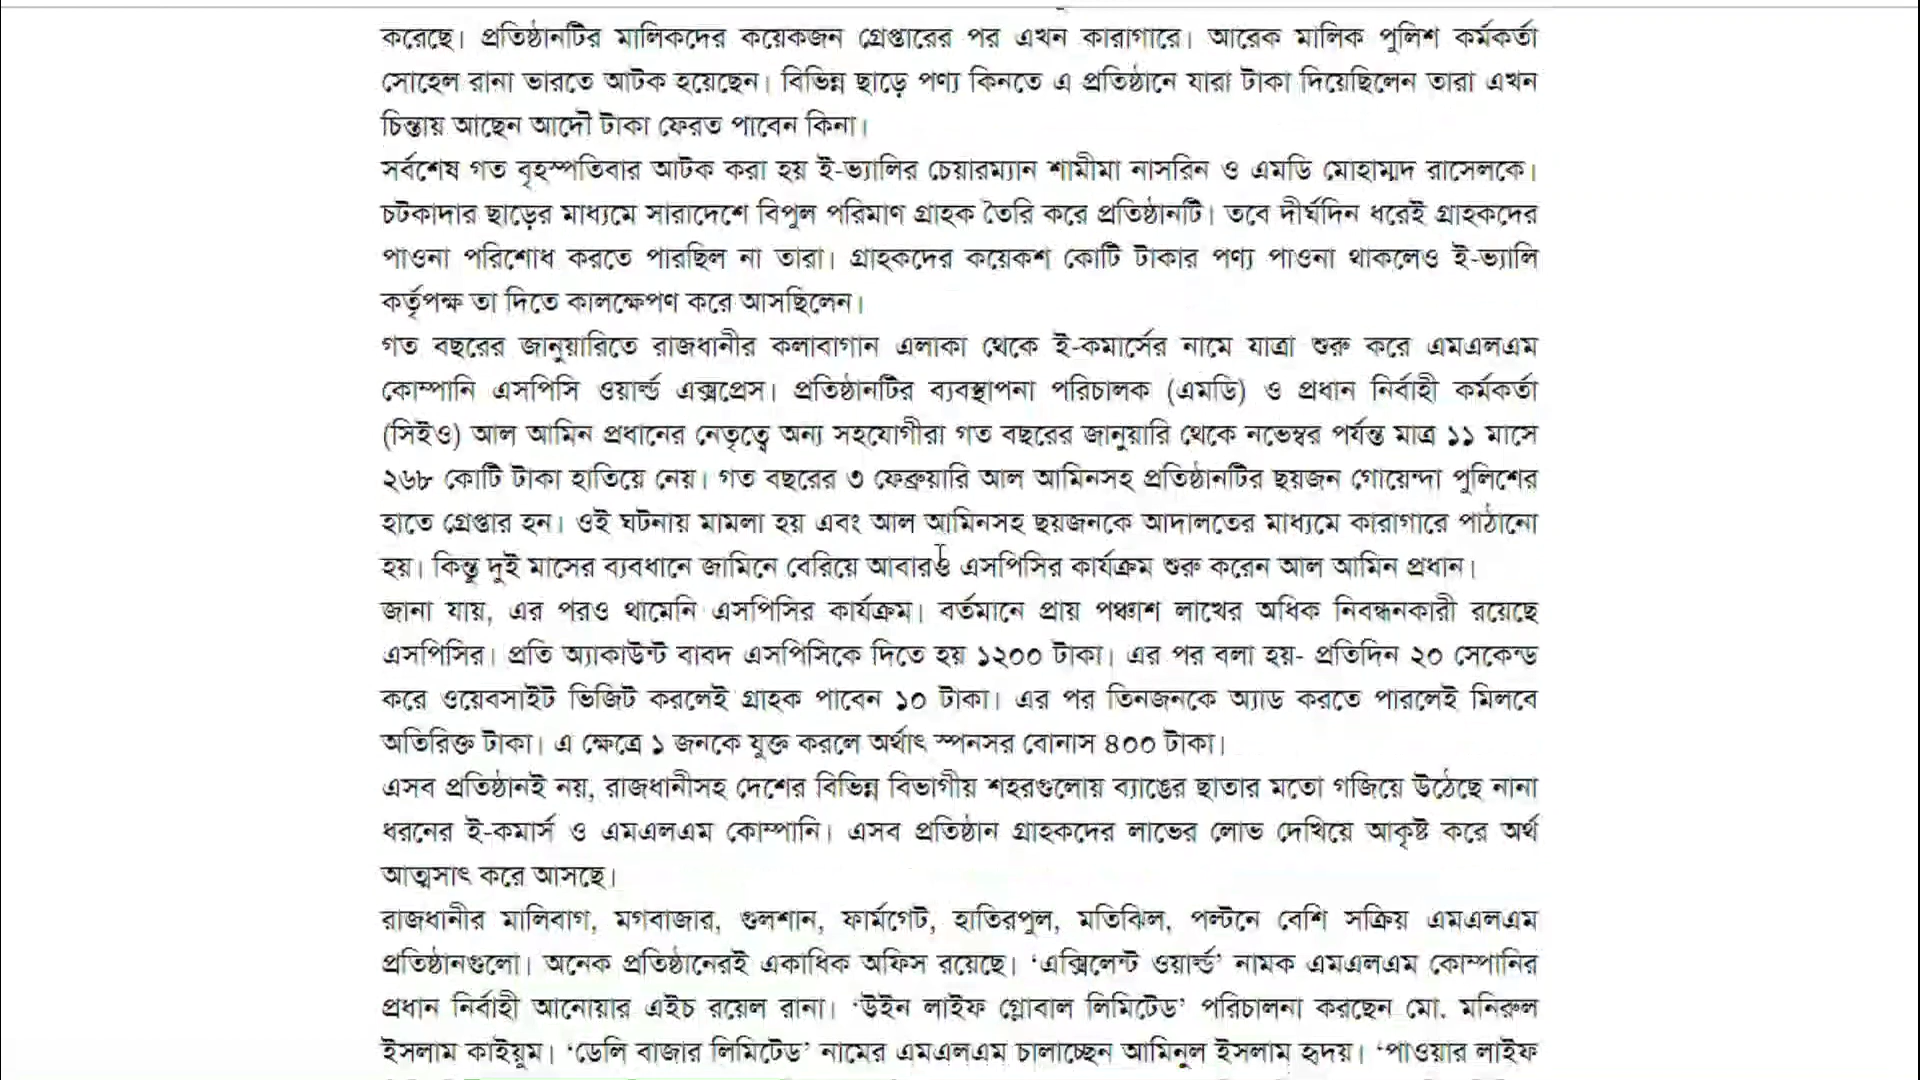 করেছে। প্রতিষ্ঠানটির মালিকদের কয়েকজন গ্রেপ্তারের পর এখন কারাগারে। আরেক মালিক পুলিশ কর্মকর্তা
সোহেল রানা ভারতে আটক হয়েছেন। বিভিন্ন ছাড়ে পণ্য কিনতে এ প্রতিষ্ঠানে যারা টাকা দিয়েছিলেন তারা এখন
চিন্তায় আছেন আদৌ টাকা ফেরত পাবেন কিনা।
সর্বশেষ গত বৃহস্পতিবার আটক করা হয় ই-ভ্যালির চেয়ারম্যান শামীমা নাসরিন ও এমডি মোহাম্মদ রাসেলকে।
চটকাদার ছাড়ের মাধ্যমে সারাদেশে বিপুল পরিমাণ গ্রাহক তৈরি করে প্রতিষ্ঠানটি। তবে দীর্ঘদিন ধরেই গ্রাহকদের
পাওনা পরিশোধ করতে পারছিল না তারা। গ্রাহকদের কয়েকশ কোটি টাকার পণ্য পাওনা থাকলেও ই-ভ্যালি
কর্তৃপক্ষ তা দিতে কালক্ষেপণ করে আসছিলেন।
গত বছরের জানুয়ারিতে রাজধানীর কলাবাগান এলাকা থেকে ই-কমার্সের নামে যাত্রা শুরু করে এমএলএম
কোম্পানি এসপিসি ওয়ার্ল্ড এক্সপ্রেস। প্রতিষ্ঠানটির ব্যবস্থাপনা পরিচালক (এমডি) ও প্রধান নির্বাহী কর্মকর্তা
(সিইও) আল আমিন প্রধানের নেতৃত্বে অন্য সহযোগীরা গত বছরের জানুয়ারি থেকে নভেম্বর পর্যন্ত মাত্র ১১ মাসে
২৬৮ কোটি টাকা হাতিয়ে নেয়। গত বছরের ৩ ফেব্রুয়ারি আল আমিনসহ প্রতিষ্ঠানটির ছয়জন গোয়েন্দা পুলিশের
হাতে গ্রেপ্তার হন। ওই ঘটনায় মামলা হয় এবং আল আমিনসহ ছয়জনকে আদালতের মাধ্যমে কারাগারে পাঠানো
হয়। কিন্তু দুই মাসের ব্যবধানে জামিনে বেরিয়ে আবারও এসপিসির কার্যক্রম শুরু করেন আল আমিন প্রধান।
জানা যায়, এর পরও থামেনি এসপিসির কার্যক্রম। বর্তমানে প্রায় পঞ্চাশ লাখের অধিক নিবন্ধনকারী রয়েছে
এসপিসির। প্রতি অ্যাকাউন্ট বাবদ এসপিসিকে দিতে হয় ১২০০ টাকা। এর পর বলা হয়- প্রতিদিন ২০ সেকেন্ড
করে ওয়েবসাইট ভিজিট করলেই গ্রাহক পাবেন ১০ টাকা। এর পর তিনজনকে অ্যাড করতে পারলেই মিলবে
অতিরিক্ত টাকা। এ ক্ষেত্রে ১ জনকে যুক্ত করলে অর্থাৎ স্পনসর বোনাস ৪০০ টাকা।
এসব প্রতিষ্ঠানই নয়, রাজধানীসহ দেশের বিভিন্ন বিভাগীয় শহরগুলোয় ব্যাঙের ছাতার মতো গজিয়ে উঠেছে নানা
ধরনের ই-কমার্স ও এমএলএম কোম্পানি। এসব প্রতিষ্ঠান গ্রাহকদের লাভের লোভ দেখিয়ে আকৃষ্ট করে অর্থ
আত্মসাৎ করে আসছে।
রাজধানীর মালিবাগ, মগবাজার, গুলশান, ফার্মগেট, হাতিরপুল, মতিঝিল, পল্টনে বেশি সক্রিয় এমএলএম
প্রতিষ্ঠানগুলো। অনেক প্রতিষ্ঠানেরই একাধিক অফিস রয়েছে। ‘এক্সিলেন্ট ওয়ার্ল্ড’ নামক এমএলএম কোম্পানির
প্রধান নির্বাহী আনোয়ার এইচ রয়েল রানা। ‘উইন লাইফ গ্লোবাল লিমিটেড’ পরিচালনা করছেন মো. মনিরুল
ইসলাম কাইয়ুম। ‘ডেলি বাজার লিমিটেড’ নামের এমএলএম চালাচ্ছেন আমিনুল ইসলাম হৃদয়। ‘পাওয়ার লাইফ